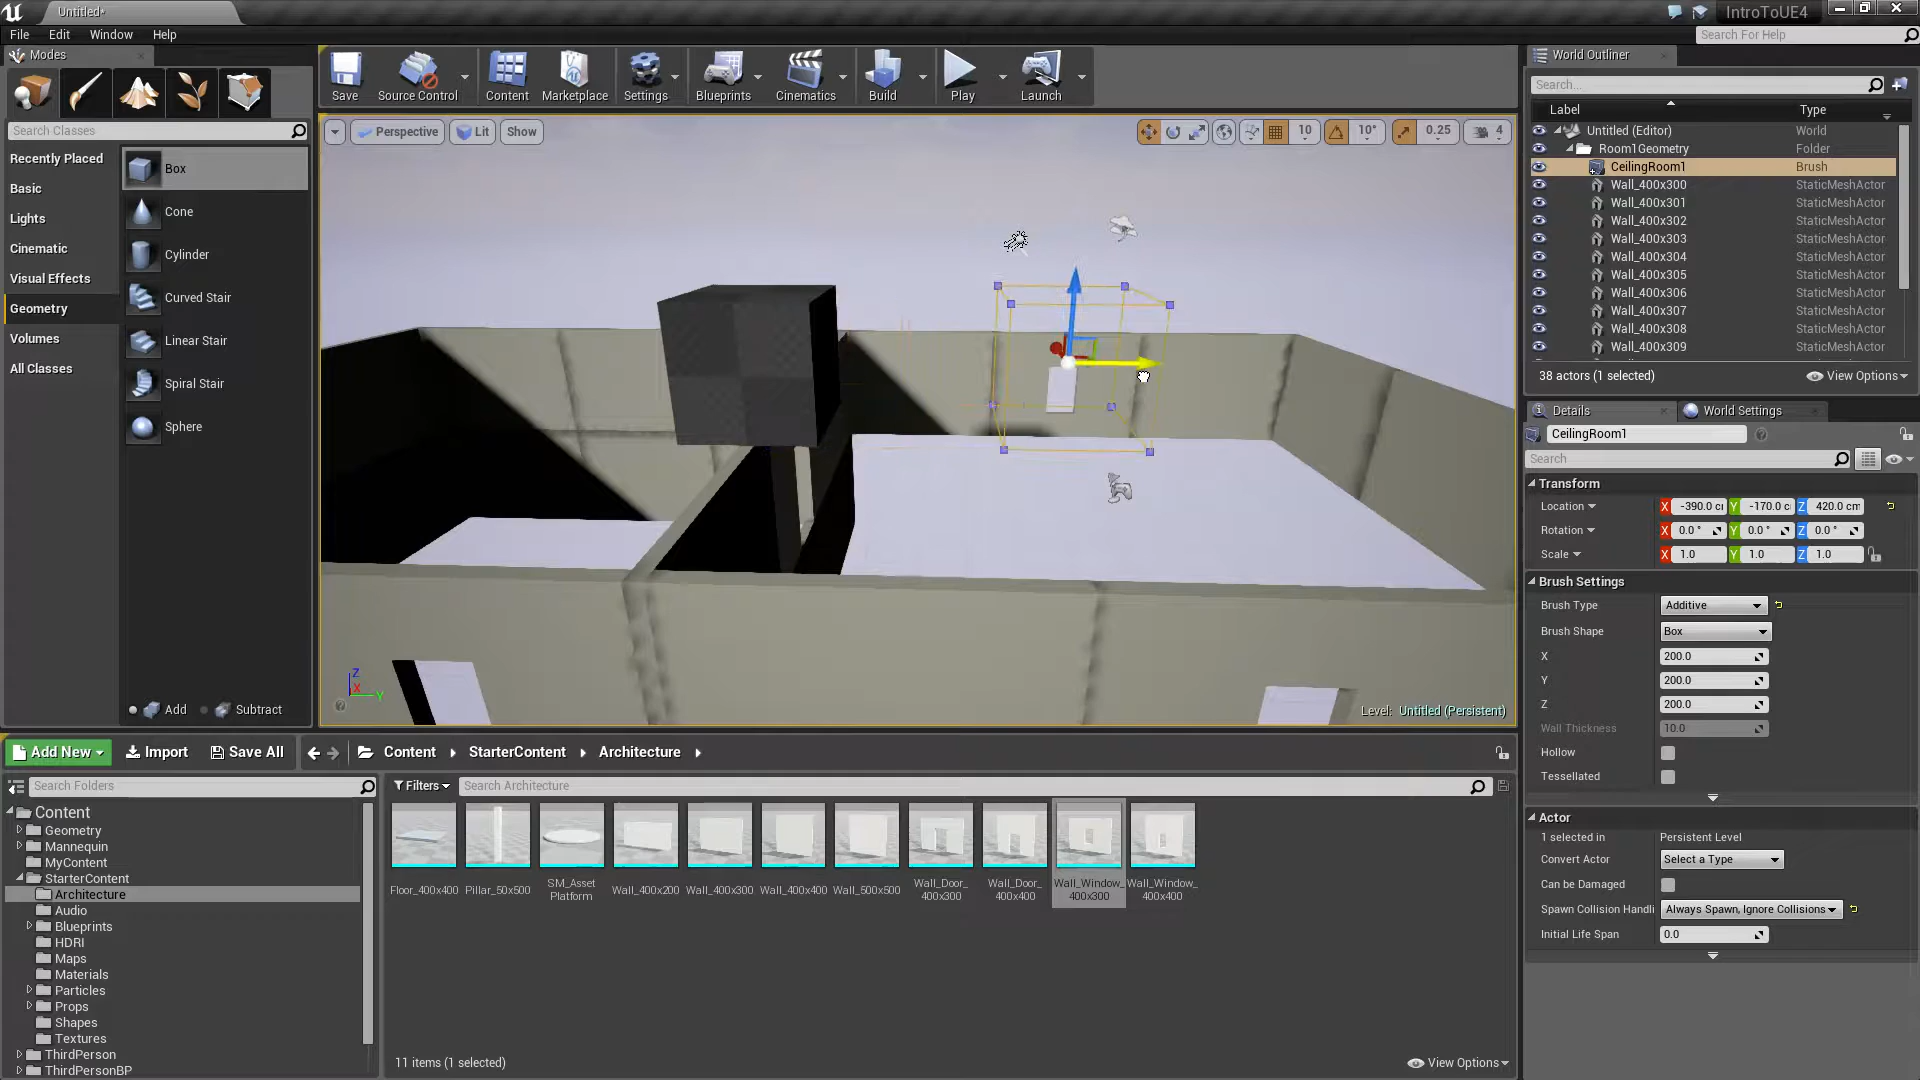 Untitled*
IntroToUE4
File Edit Window Help
Search For Help
Modes
Search Classes
Recently Placed
Basic
Lights
Cinematic
Visual Effects
Geometry
Volumes
All Classes
Box
Cone
Cylinder
Curved Stair
Linear Stair
Spiral Stair
Sphere
Add Subtract
Save Source Control Content Marketplace Settings Blueprints Cinematics Build Play Launch
Perspective Lit Show
10 10° 0.25 4
Z
X
Y
Level: Untitled (Persistent)
World Outliner
Search...
Label Type
Untitled (Editor) World
Room1Geometry Folder
CeilingRoom1 Brush
Wall_400x300 StaticMeshActor
Wall_400x301 StaticMeshActor
Wall_400x302 StaticMeshActor
Wall_400x303 StaticMeshActor
Wall_400x304 StaticMeshActor
Wall_400x305 StaticMeshActor
Wall_400x306 StaticMeshActor
Wall_400x307 StaticMeshActor
Wall_400x308 StaticMeshActor
Wall_400x309 StaticMeshActor
38 actors (1 selected) View Options
Details World Settings
CeilingRoom1
Search
Transform
Location X -390.0 c Y -170.0 c Z 420.0 cm
Rotation X 0.0 ° Y 0.0 ° Z 0.0 °
Scale X 1.0 Y 1.0 Z 1.0
Brush Settings
Brush Type Additive
Brush Shape Box
X 200.0
Y 200.0
Z 200.0
Wall Thickness 10.0
Hollow
Tessellated
Actor
1 selected in Persistent Level
Convert Actor Select a Type
Can be Damaged
Spawn Collision Handli Always Spawn, Ignore Collisions
Initial Life Span 0.0
Add New Import Save All Content StarterContent Architecture
Search Folders
Content
Geometry
Mannequin
MyContent
StarterContent
Architecture
Audio
Blueprints
HDRI
Maps
Materials
Particles
Props
Shapes
Textures
ThirdPerson
ThirdPersonBP
Filters Search Architecture
Floor_400x400 Pillar_50x500 SM_Asset Platform Wall_400x200 Wall_400x300 Wall_400x400 Wall_500x500 Wall_Door_ 400x300 Wall_Door_ 400x400 Wall_Window_ 400x300 Wall_Window_ 400x400
11 items (1 selected) View Options